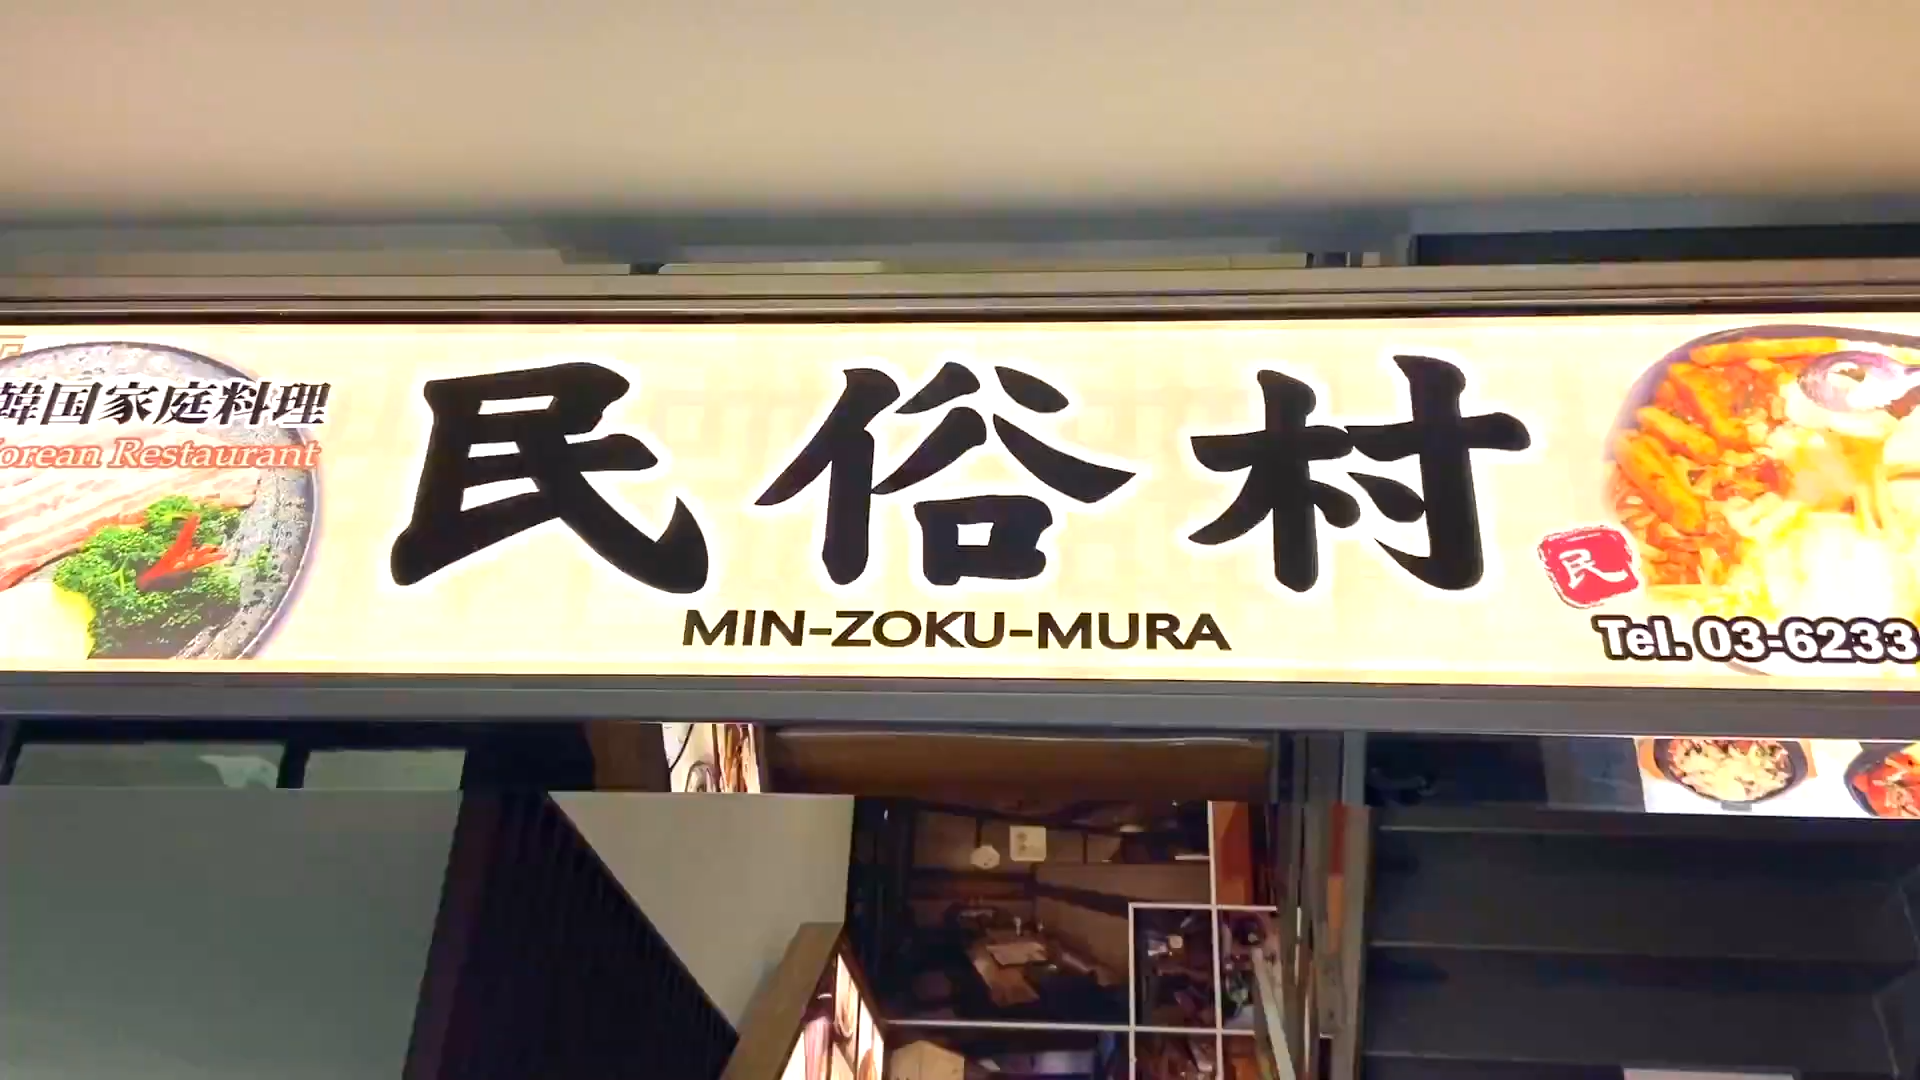 韓国家庭料理
Korean Restaurant
民俗村
MIN-ZOKU-MURA
民
Tel. 03-6233